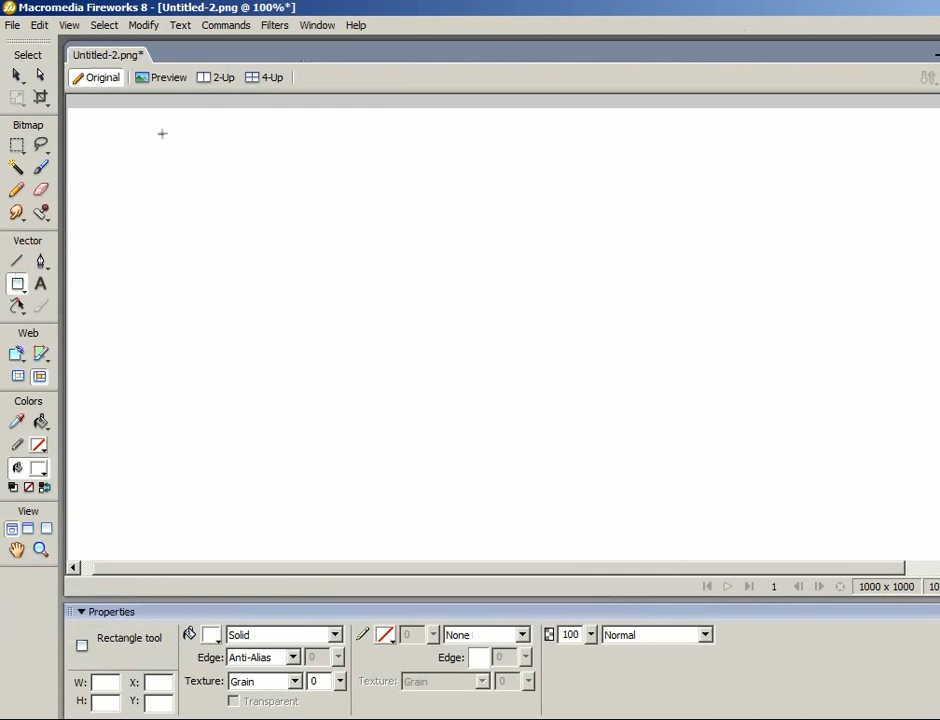 Macromedia Fireworks 8 - [Untitled-2.png @ 100%*]
File Edit View Select Modify Text Commands Filters Window Help
Select
Untitled-2.png*
Original Preview 2-Up 4-Up
Bitmap
Vector
A
Web
Colors
View
1 1000 x 1000 10
Properties
Rectangle tool Solid 0 None 100 Normal
Edge: Anti-Alias 0 Edge: 0
W: X: Texture: Grain 0 Texture: Grain 0
H: Y: Transparent